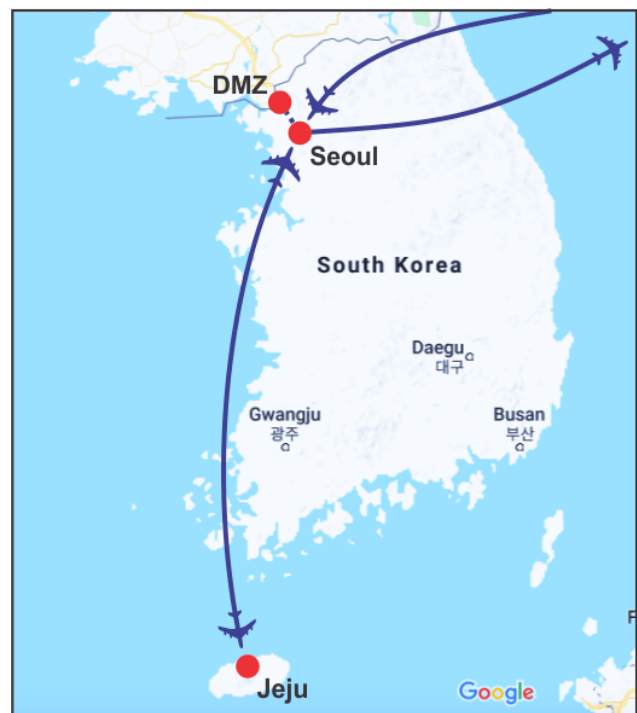 DMZ
Seoul
South Korea
Daegu
대구
Gwangju
광주
Busan
부산
F
Jeju
Google